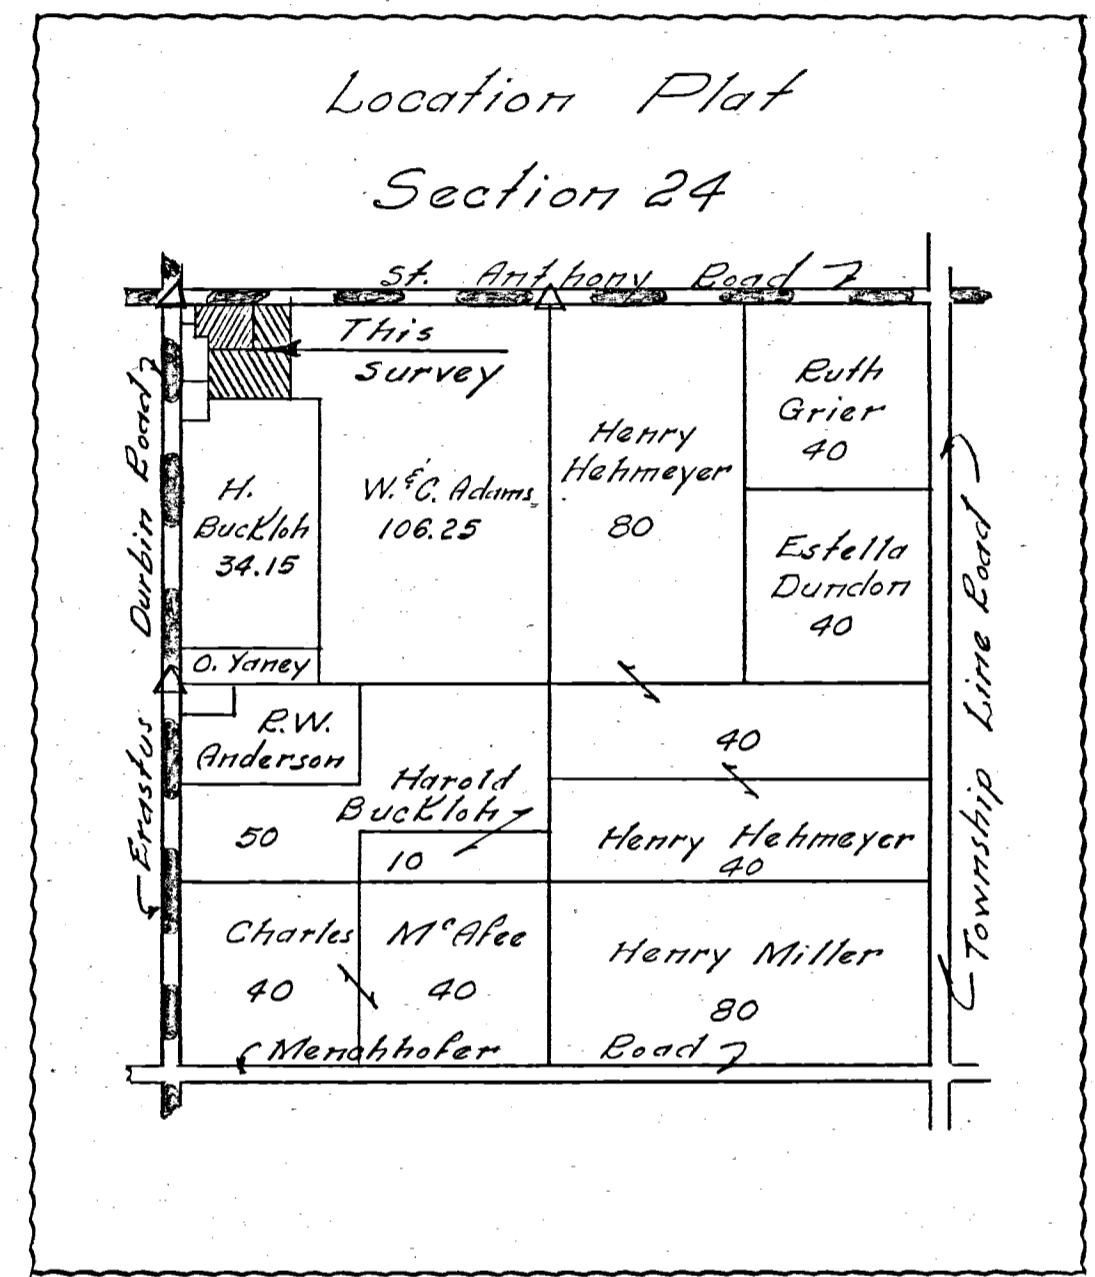 Location Plat
Section 24
St. Anthony Road
This
survey
Erastus Durbin Road
Township Line Road
H.
Buckloh
34.15
W. & C. Adams
106.25
Henry
Hehmeyer
80
Ruth
Grier
40
Estella
Dundon
40
O. Yaney
R.W.
Anderson
50
Harold
Buckloh
10
40
Henry Hehmeyer
40
Charles McAfee
40
40
Henry Miller
80
Road